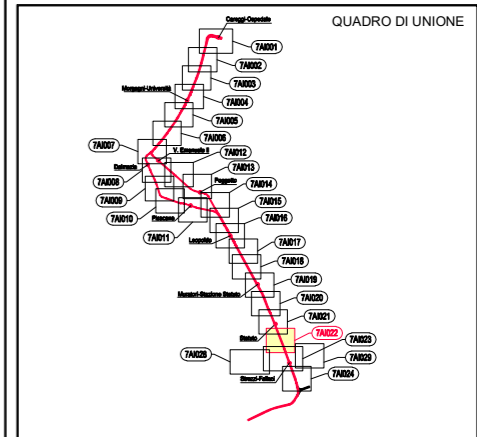 QUADRO DI UNIONE
Careggi-Ospedale
7AI001
7AI002
7AI003
Morgagni-Università
7AI004
7AI005
7AI006
7AI007
V. Emanuele II
7AI012
Dalmazia
7AI013
7AI008
Poggetto
7AI014
7AI009
7AI015
7AI010
Pisacane
7AI016
7AI011
Leopoldo
7AI017
7AI018
7AI019
Muratori-Stazione Statuto
7AI020
7AI021
7AI022
Statuto
7AI023
7AI028
7AI029
7AI024
Strozzi-Fallaci